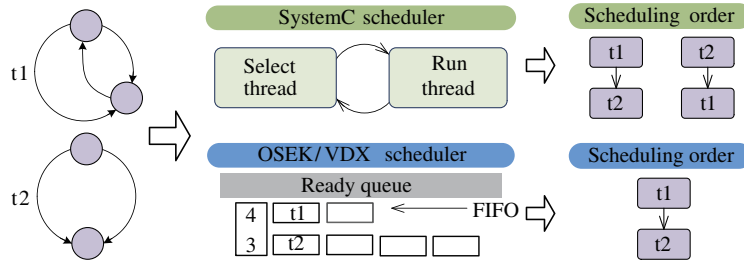 SystemC scheduler
Scheduling order
t1
Select thread
Run thread
t1
t2
t2
t1
OSEK/VDX scheduler
Scheduling order
Ready queue
t2
4
t1
FIFO
3
t2
t1
t2